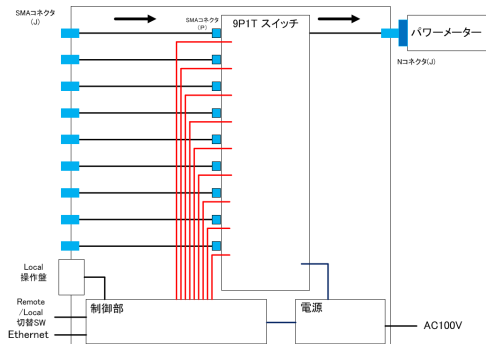 SMAコネクタ
(J)
SMAコネクタ
(P)
9P1T スイッチ
パワーメーター
Nコネクタ(J)
Local
操作盤
Remote
/Local
切替SW
Ethernet
制御部
電源
AC100V